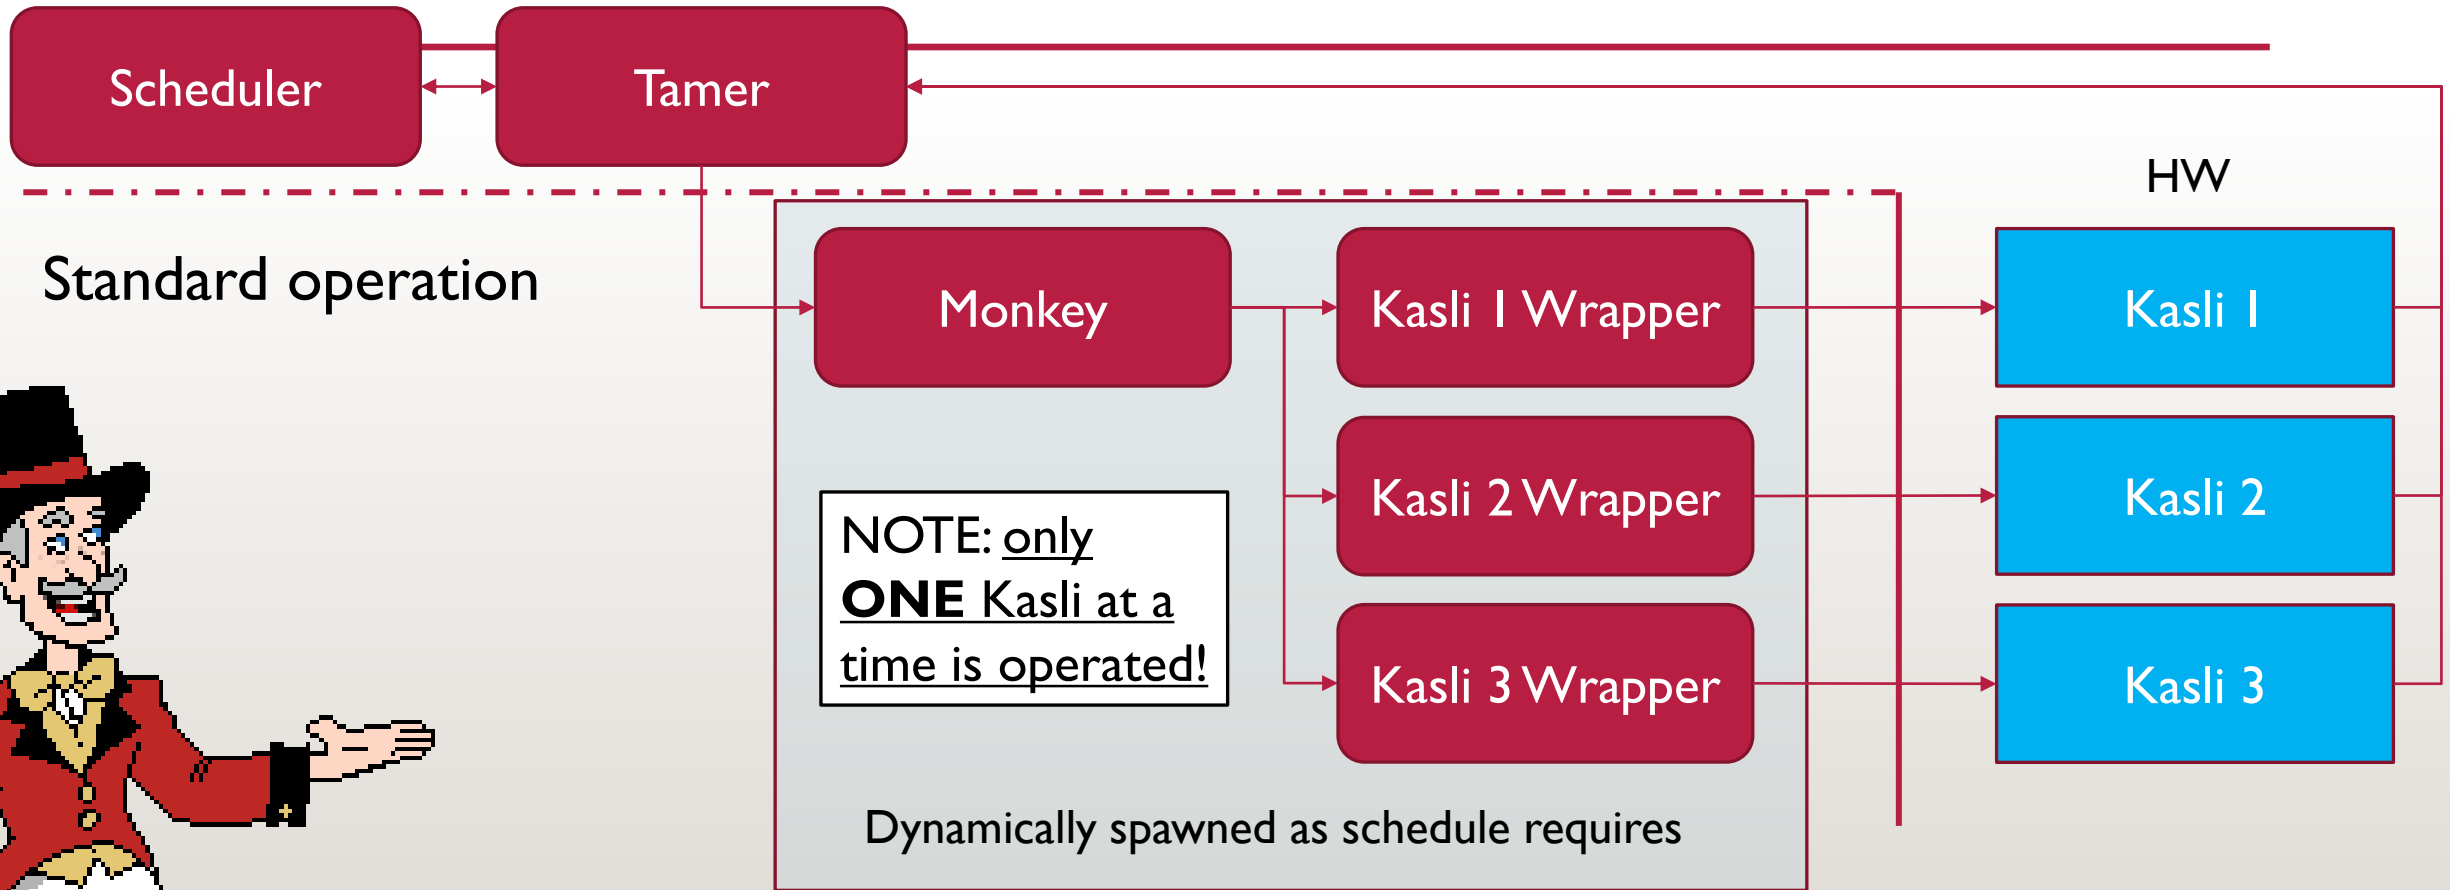 Scheduler
Tamer
HW
Standard operation
Monkey
Kasli 1 Wrapper
Kasli 1
Kasli 2 Wrapper
Kasli 2
NOTE: only
ONE Kasli at a
time is operated!
Kasli 3 Wrapper
Kasli 3
Dynamically spawned as schedule requires